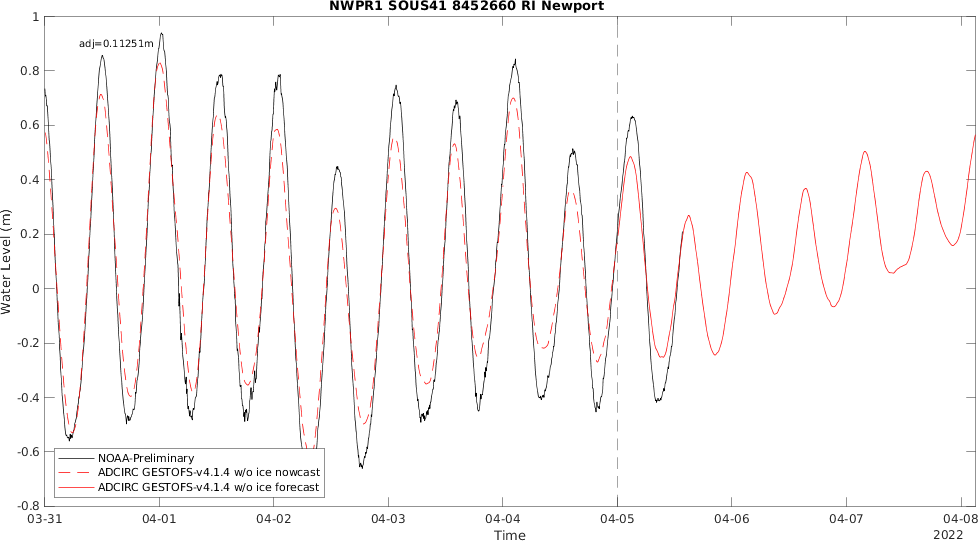 NWPR1 SOUS41 8452660 RI Newport
adj=0.11251m
1
0.8
0.6
0.4
0.2
0
-0.2
-0.4
-0.6
-0.8
Water Level (m)
NOAA-Preliminary
ADCIRC GESTOFS-v4.1.4 w/o ice nowcast
ADCIRC GESTOFS-v4.1.4 w/o ice forecast
03-31 04-01 04-02 04-03 04-04 04-05 04-06 04-07 04-08
Time
2022